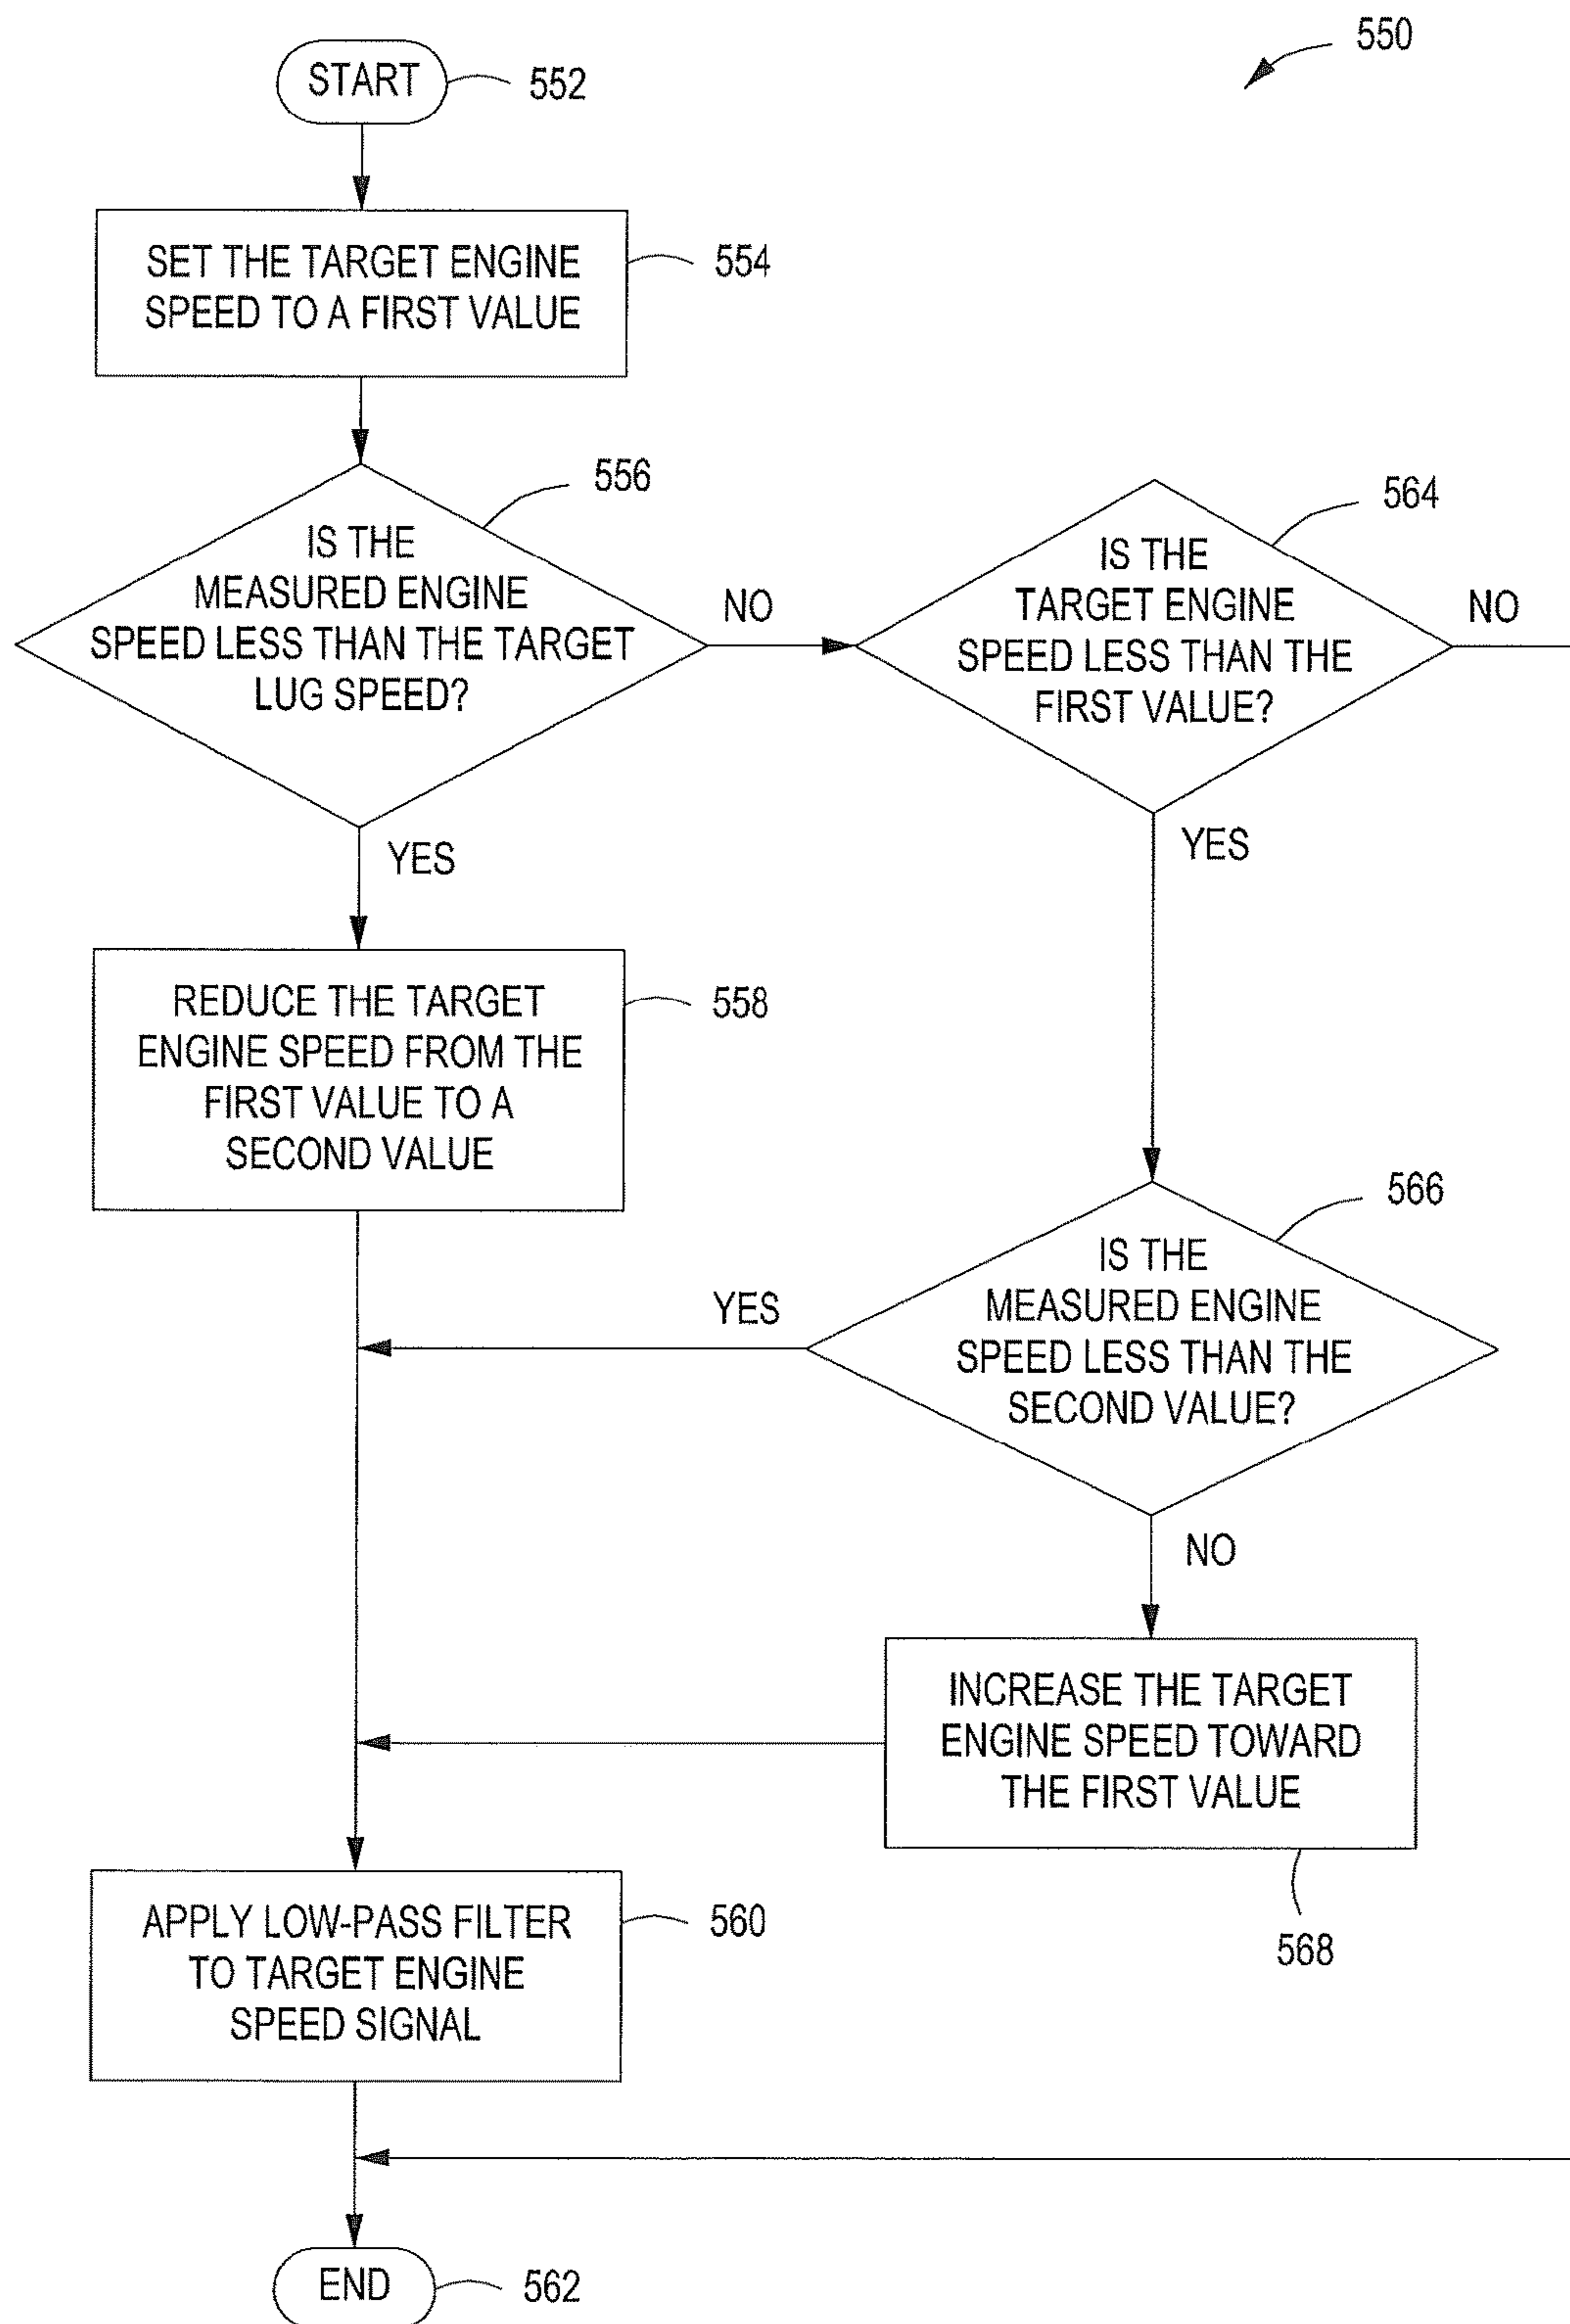 550
START
552
SET THE TARGET ENGINE
SPEED TO A FIRST VALUE
554
IS THE
MEASURED ENGINE
SPEED LESS THAN THE TARGET
LUG SPEED?
556
NO
YES
IS THE
TARGET ENGINE
SPEED LESS THAN THE
FIRST VALUE?
564
NO
YES
REDUCE THE TARGET
ENGINE SPEED FROM THE
FIRST VALUE TO A
SECOND VALUE
558
IS THE
MEASURED ENGINE
SPEED LESS THAN THE
SECOND VALUE?
566
YES
NO
INCREASE THE TARGET
ENGINE SPEED TOWARD
THE FIRST VALUE
568
APPLY LOW-PASS FILTER
TO TARGET ENGINE
SPEED SIGNAL
560
END
562